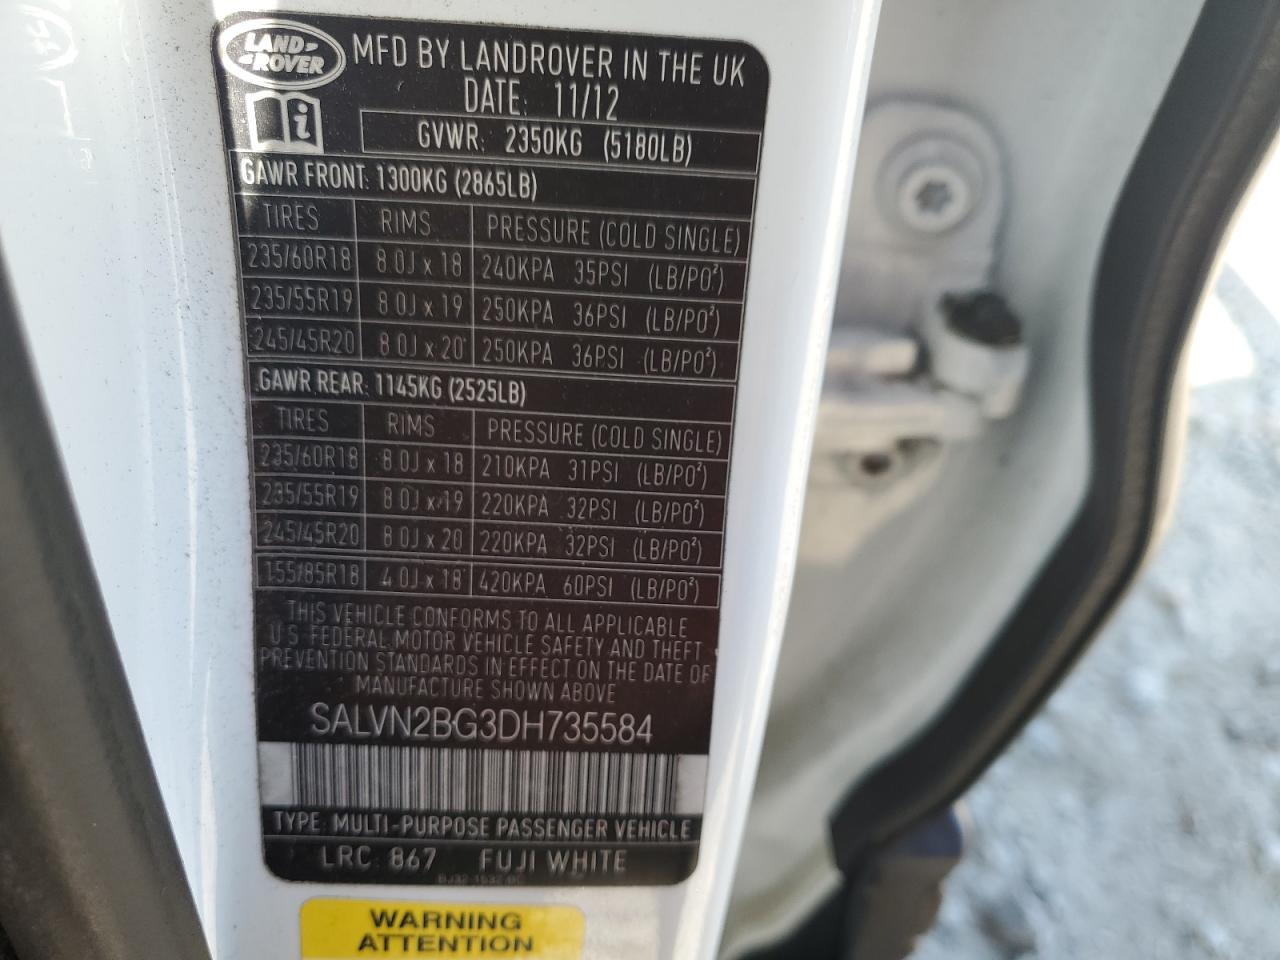 LAND ROVER
MFD BY LANDROVER IN THE UK
DATE: 11/12
GVWR: 2350KG (5180LB)
GAWR FRONT: 1300KG (2865LB)
TIRES RIMS PRESSURE (COLD SINGLE)
235/60R18 8.0J x 18 240KPA 35PSI (LB/PO²)
235/55R19 8.0J x 19 250KPA 36PSI (LB/PO²)
245/45R20 8.0J x 20 250KPA 36PSI (LB/PO²)
GAWR REAR: 1145KG (2525LB)
TIRES RIMS PRESSURE (COLD SINGLE)
235/60R18 8.0J x 18 210KPA 31PSI (LB/PO²)
235/55R19 8.0J x 19 220KPA 32PSI (LB/PO²)
245/45R20 8.0J x 20 220KPA 32PSI (LB/PO²)
155/85R18 4.0J x 18 420KPA 60PSI (LB/PO²)
THIS VEHICLE CONFORMS TO ALL APPLICABLE
U.S. FEDERAL MOTOR VEHICLE SAFETY AND THEFT
PREVENTION STANDARDS IN EFFECT ON THE DATE OF
MANUFACTURE SHOWN ABOVE
SALVN2BG3DH735584
TYPE: MULTI-PURPOSE PASSENGER VEHICLE
LRC 867 FUJI WHITE
WARNING
ATTENTION